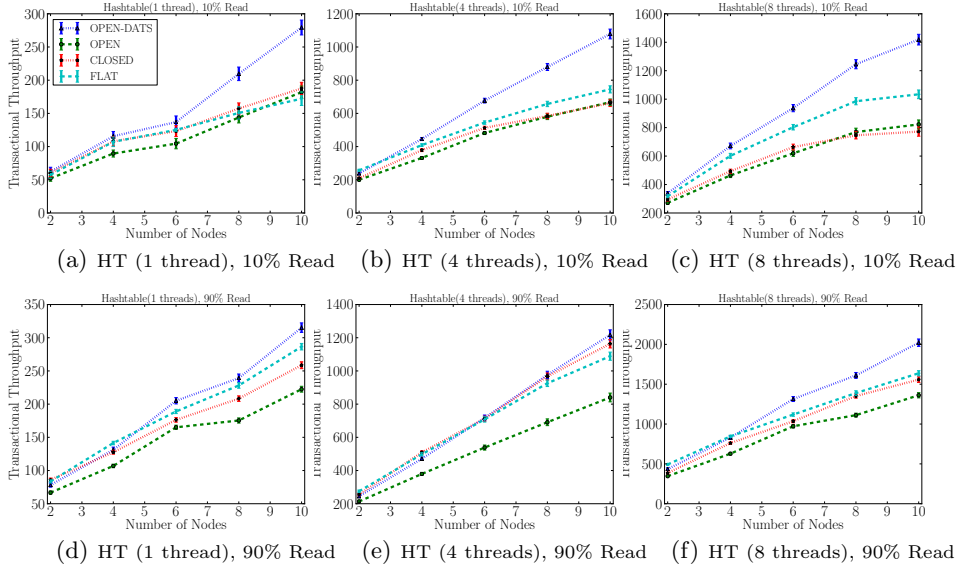 Hashtable(1 thread), 10% Read
Transactional Throughput
300
250
200
150
100
50
0
OPEN-DATS
OPEN
CLOSED
FLAT
2 3 4 5 6 7 8 9 10
Number of Nodes
(a) HT (1 thread), 10% Read
Hashtable(4 threads), 10% Read
Transactional Throughput
1200
1000
800
600
400
200
0
2 3 4 5 6 7 8 9 10
Number of Nodes
(b) HT (4 threads), 10% Read
Hashtable(8 threads), 10% Read
Transactional Throughput
1600
1400
1200
1000
800
600
400
200
2 3 4 5 6 7 8 9 10
Number of Nodes
(c) HT (8 threads), 10% Read
Hashtable(1 threads), 90% Read
Transactional Throughput
350
300
250
200
150
100
50
2 3 4 5 6 7 8 9 10
Number of Nodes
(d) HT (1 thread), 90% Read
Hashtable(4 threads), 90% Read
Transactional Throughput
1400
1200
1000
800
600
400
200
2 3 4 5 6 7 8 9 10
Number of Nodes
(e) HT (4 threads), 90% Read
Hashtable(8 threads), 90% Read
Transactional Throughput
2500
2000
1500
1000
500
0
2 3 4 5 6 7 8 9 10
Number of Nodes
(f) HT (8 threads), 90% Read